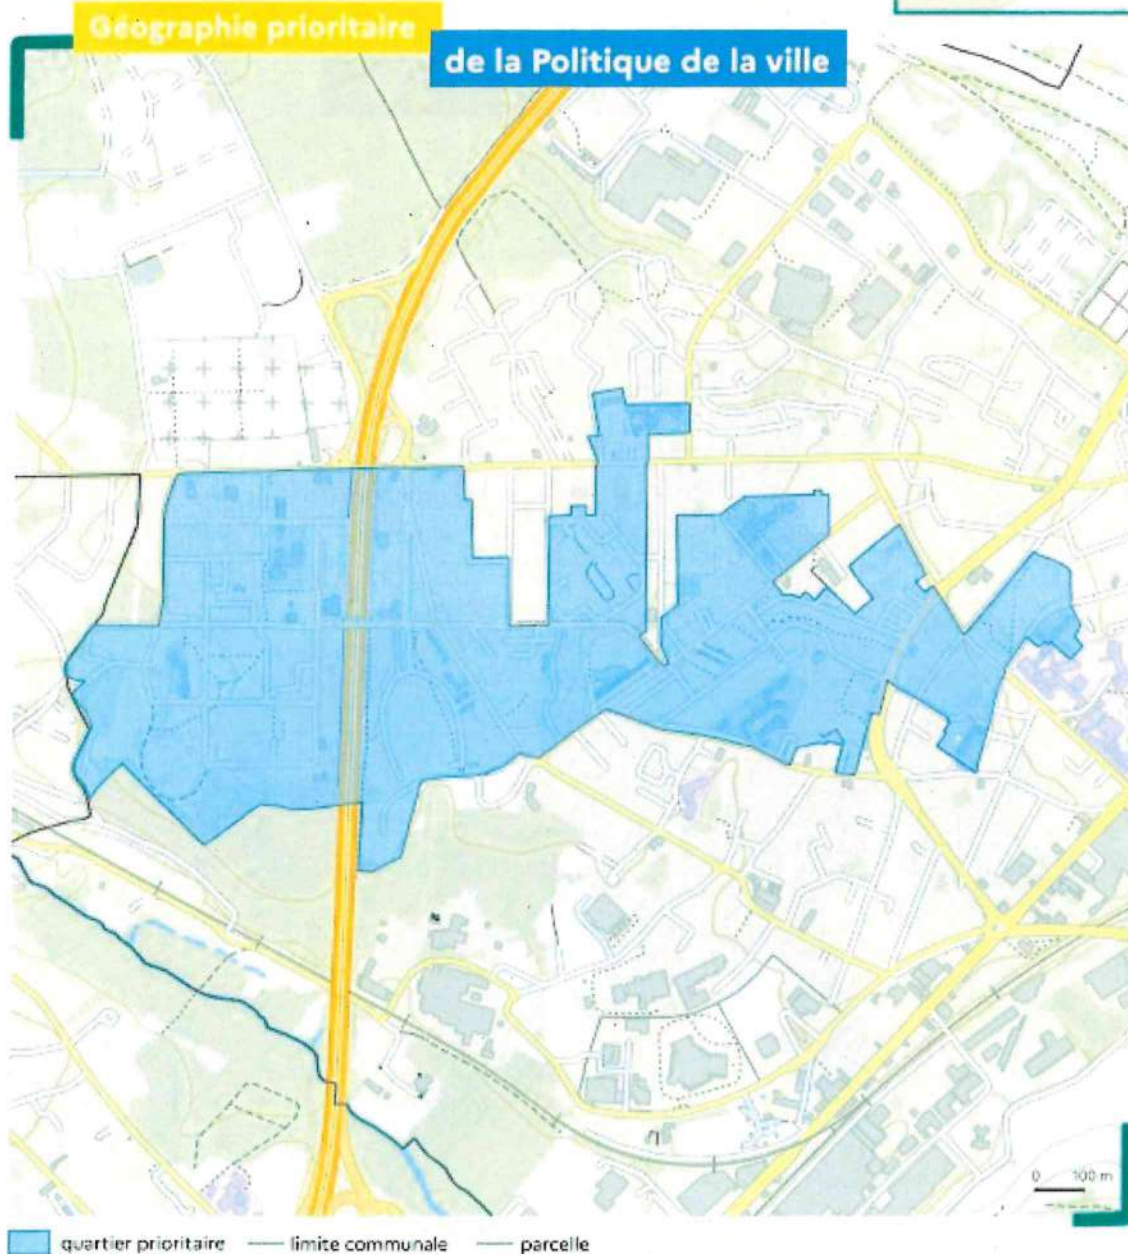 Géographie prioritaire
de la Politique de la ville
0 100 m
quartier prioritaire limite communale parcelle